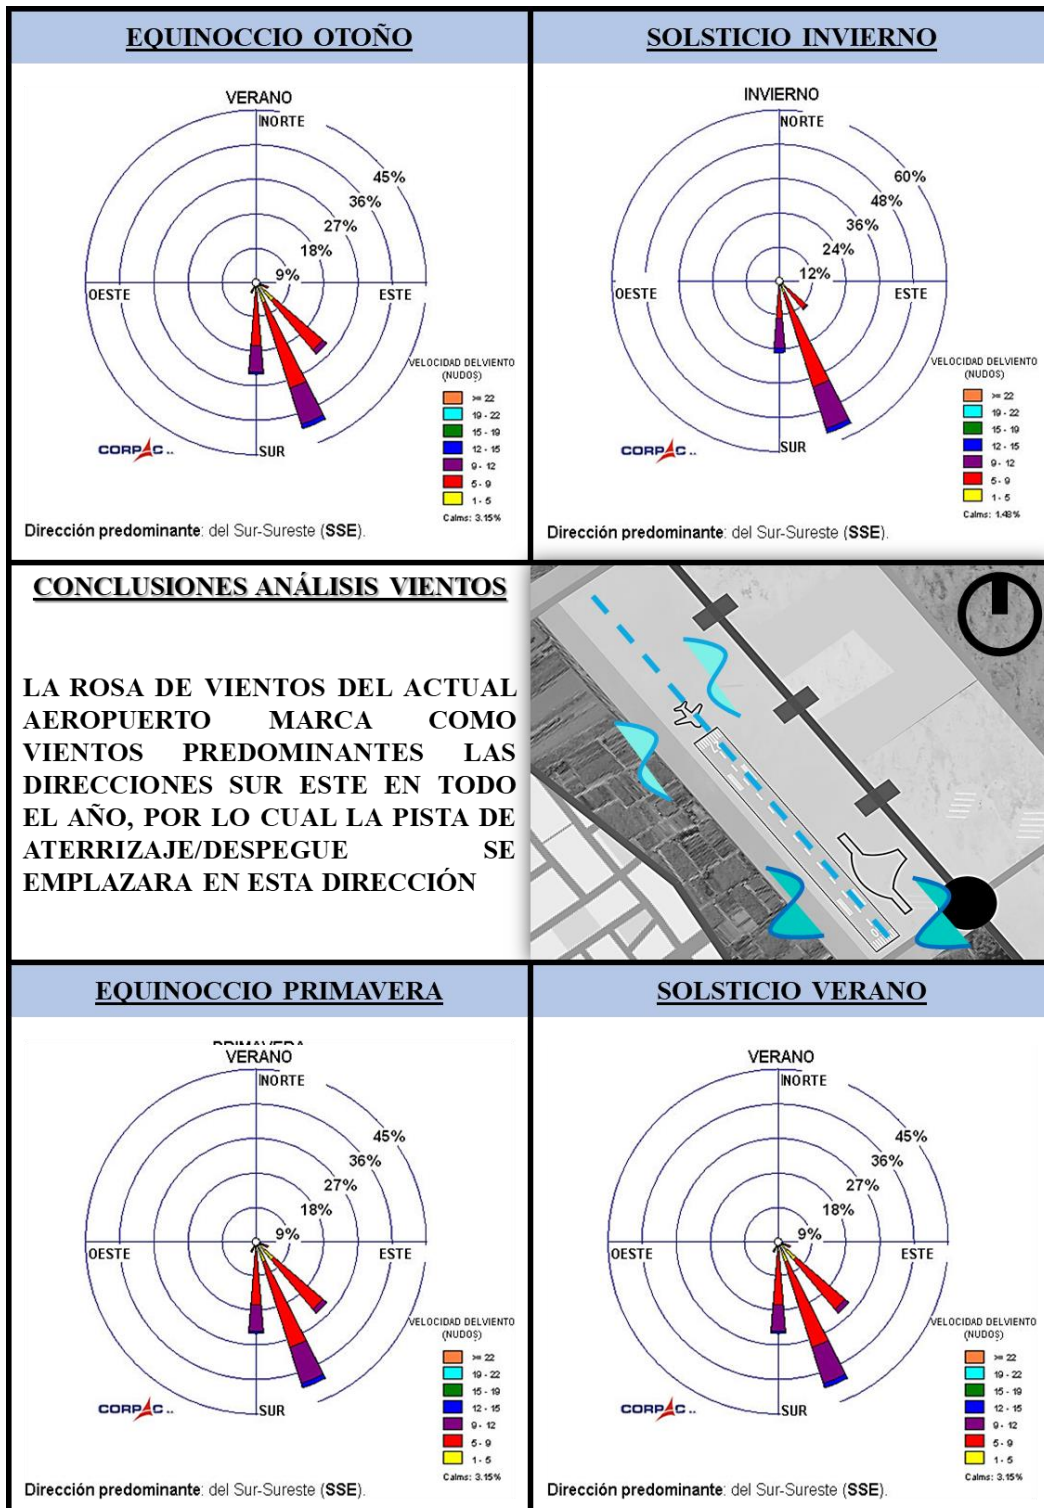 EQUINOCCIO OTOÑO
VERANO
NORTE
45%
36%
27%
18%
9%
OESTE
ESTE
SUR
VELOCIDAD DELVIENTO
(NUDOS)
>= 22
19 - 22
15 - 19
12 - 15
9 - 12
5 - 9
1 - 5
Calms: 3.15%
CORPAC
Dirección predominante: del Sur-Sureste (SSE).
SOLSTICIO INVIERNO
INVIERNO
NORTE
60%
48%
36%
24%
12%
OESTE
ESTE
SUR
VELOCIDAD DELVIENTO
(NUDOS)
>= 22
19 - 22
15 - 19
12 - 15
9 - 12
5 - 9
1 - 5
Calms: 1.48%
CORPAC
Dirección predominante: del Sur-Sureste (SSE).
CONCLUSIONES ANÁLISIS VIENTOS
LA ROSA DE VIENTOS DEL ACTUAL
AEROPUERTO MARCA COMO
VIENTOS PREDOMINANTES LAS
DIRECCIONES SUR ESTE EN TODO
EL AÑO, POR LO CUAL LA PISTA DE
ATERRIZAJE/DESPEGUE SE
EMPLAZARA EN ESTA DIRECCIÓN
EQUINOCCIO PRIMAVERA
PRIMAVERA
VERANO
NORTE
45%
36%
27%
18%
9%
OESTE
ESTE
SUR
VELOCIDAD DELVIENTO
(NUDOS)
>= 22
19 - 22
15 - 19
12 - 15
9 - 12
5 - 9
1 - 5
Calms: 3.15%
CORPAC
Dirección predominante: del Sur-Sureste (SSE).
SOLSTICIO VERANO
VERANO
NORTE
45%
36%
27%
18%
9%
OESTE
ESTE
SUR
VELOCIDAD DELVIENTO
(NUDOS)
>= 22
19 - 22
15 - 19
12 - 15
9 - 12
5 - 9
1 - 5
Calms: 3.15%
CORPAC
Dirección predominante: del Sur-Sureste (SSE).